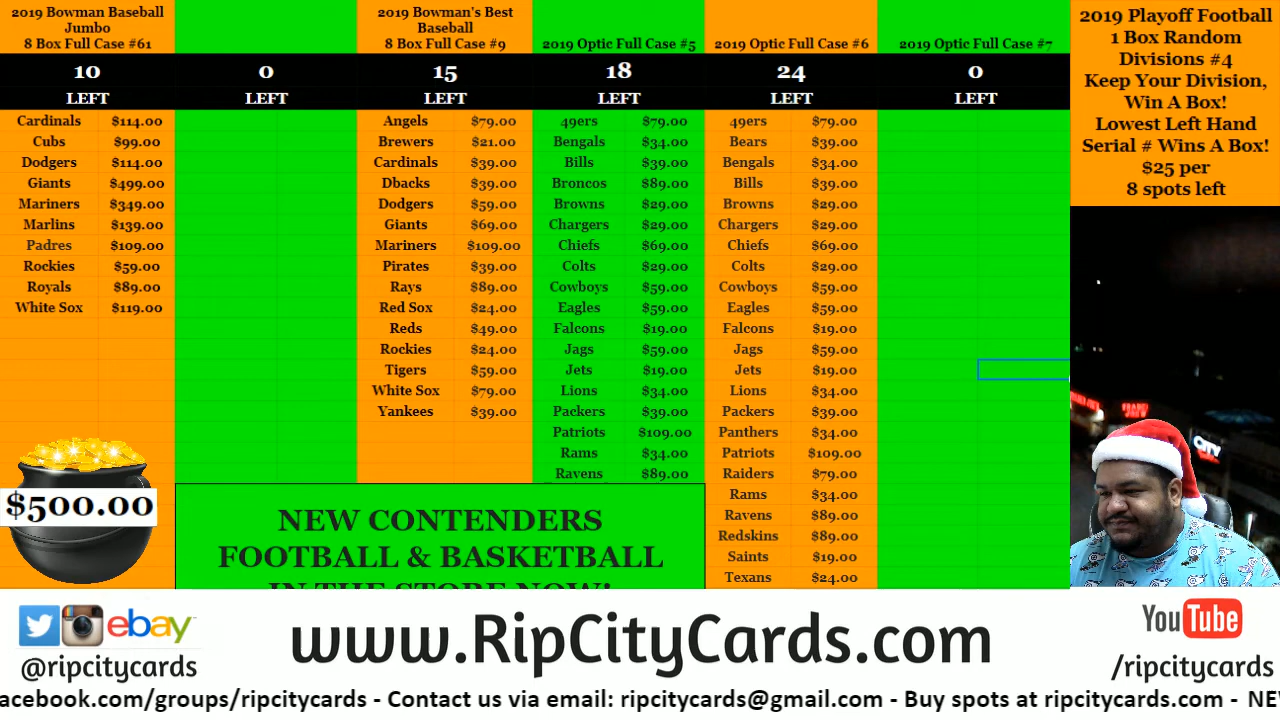 2019 Bowman Baseball
Jumbo
8 Box Full Case #61
10
LEFT
Cardinals $114.00
Cubs $99.00
Dodgers $114.00
Giants $499.00
Mariners $349.00
Marlins $139.00
Padres $109.00
Rockies $59.00
Royals $89.00
White Sox $119.00
$500.00
0
LEFT
2019 Bowman's Best
Baseball
8 Box Full Case #9
15
LEFT
Angels $79.00
Brewers $21.00
Cardinals $39.00
Dbacks $39.00
Dodgers $59.00
Giants $69.00
Mariners $109.00
Pirates $39.00
Rays $89.00
Red Sox $24.00
Reds $49.00
Rockies $24.00
Tigers $59.00
White Sox $79.00
Yankees $39.00
2019 Optic Full Case #5
18
LEFT
49ers $79.00
Bengals $34.00
Bills $39.00
Broncos $89.00
Browns $29.00
Chargers $29.00
Chiefs $69.00
Colts $29.00
Cowboys $59.00
Eagles $59.00
Falcons $19.00
Jags $59.00
Jets $19.00
Lions $34.00
Packers $39.00
Patriots $109.00
Rams $34.00
Ravens $89.00
NEW CONTENDERS
FOOTBALL & BASKETBALL
IN THE STORE NOW!
2019 Optic Full Case #6
24
LEFT
49ers $79.00
Bears $39.00
Bengals $34.00
Bills $39.00
Browns $29.00
Chargers $29.00
Chiefs $69.00
Colts $29.00
Cowboys $59.00
Eagles $59.00
Falcons $19.00
Jags $59.00
Jets $19.00
Lions $34.00
Packers $39.00
Panthers $34.00
Patriots $109.00
Raiders $79.00
Rams $34.00
Ravens $89.00
Redskins $89.00
Saints $19.00
Texans $24.00
2019 Optic Full Case #7
0
LEFT
2019 Playoff Football
1 Box Random
Divisions #4
Keep Your Division,
Win A Box!
Lowest Left Hand
Serial # Wins A Box!
$25 per
8 spots left
ebay
@ripcitycards
www.RipCityCards.com
YouTube
/ripcitycards
acebook.com/groups/ripcitycards - Contact us via email: ripcitycards@gmail.com - Buy spots at ripcitycards.com - NE